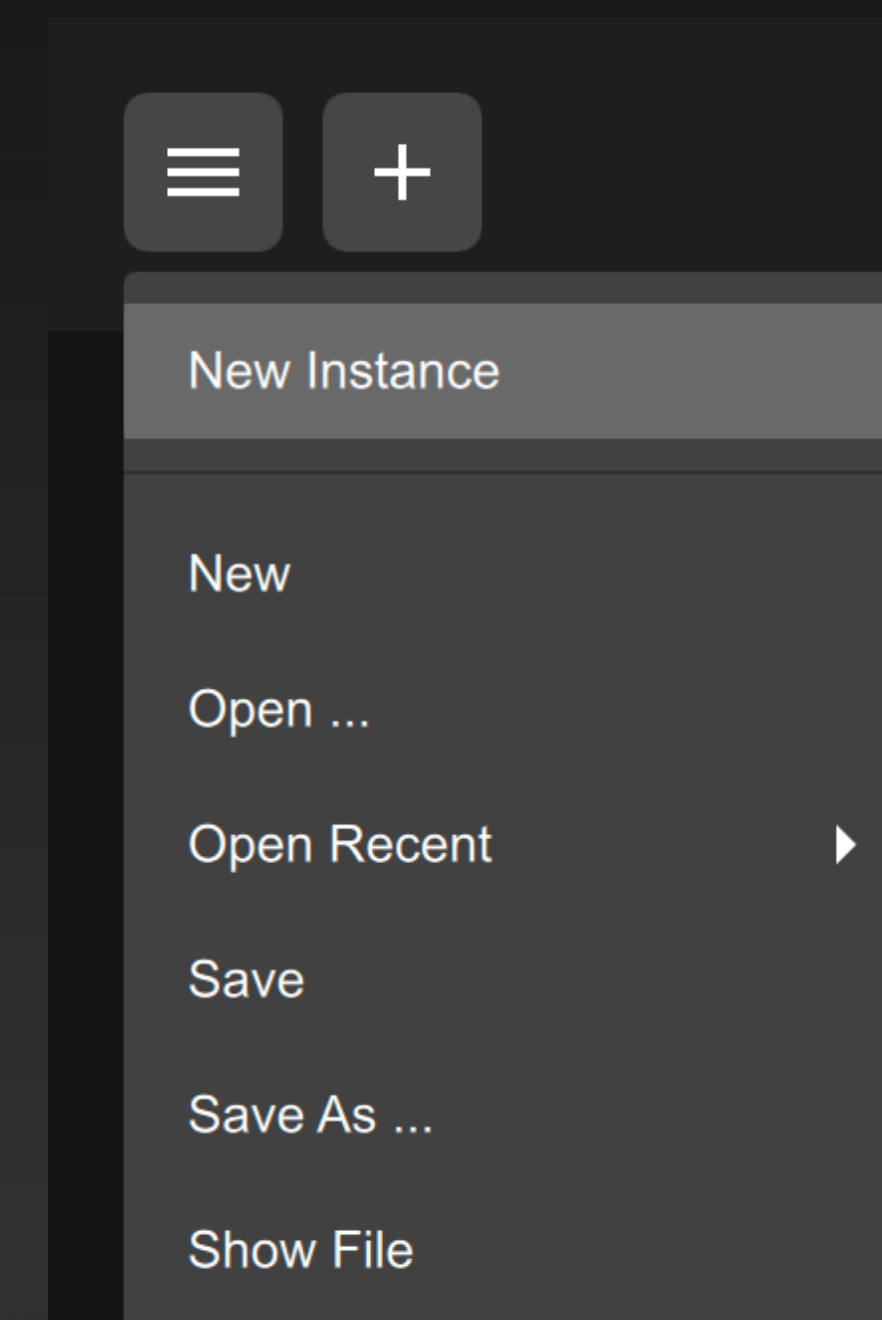 New Instance
New
Open ...
Open Recent
Save
Save As ...
Show File